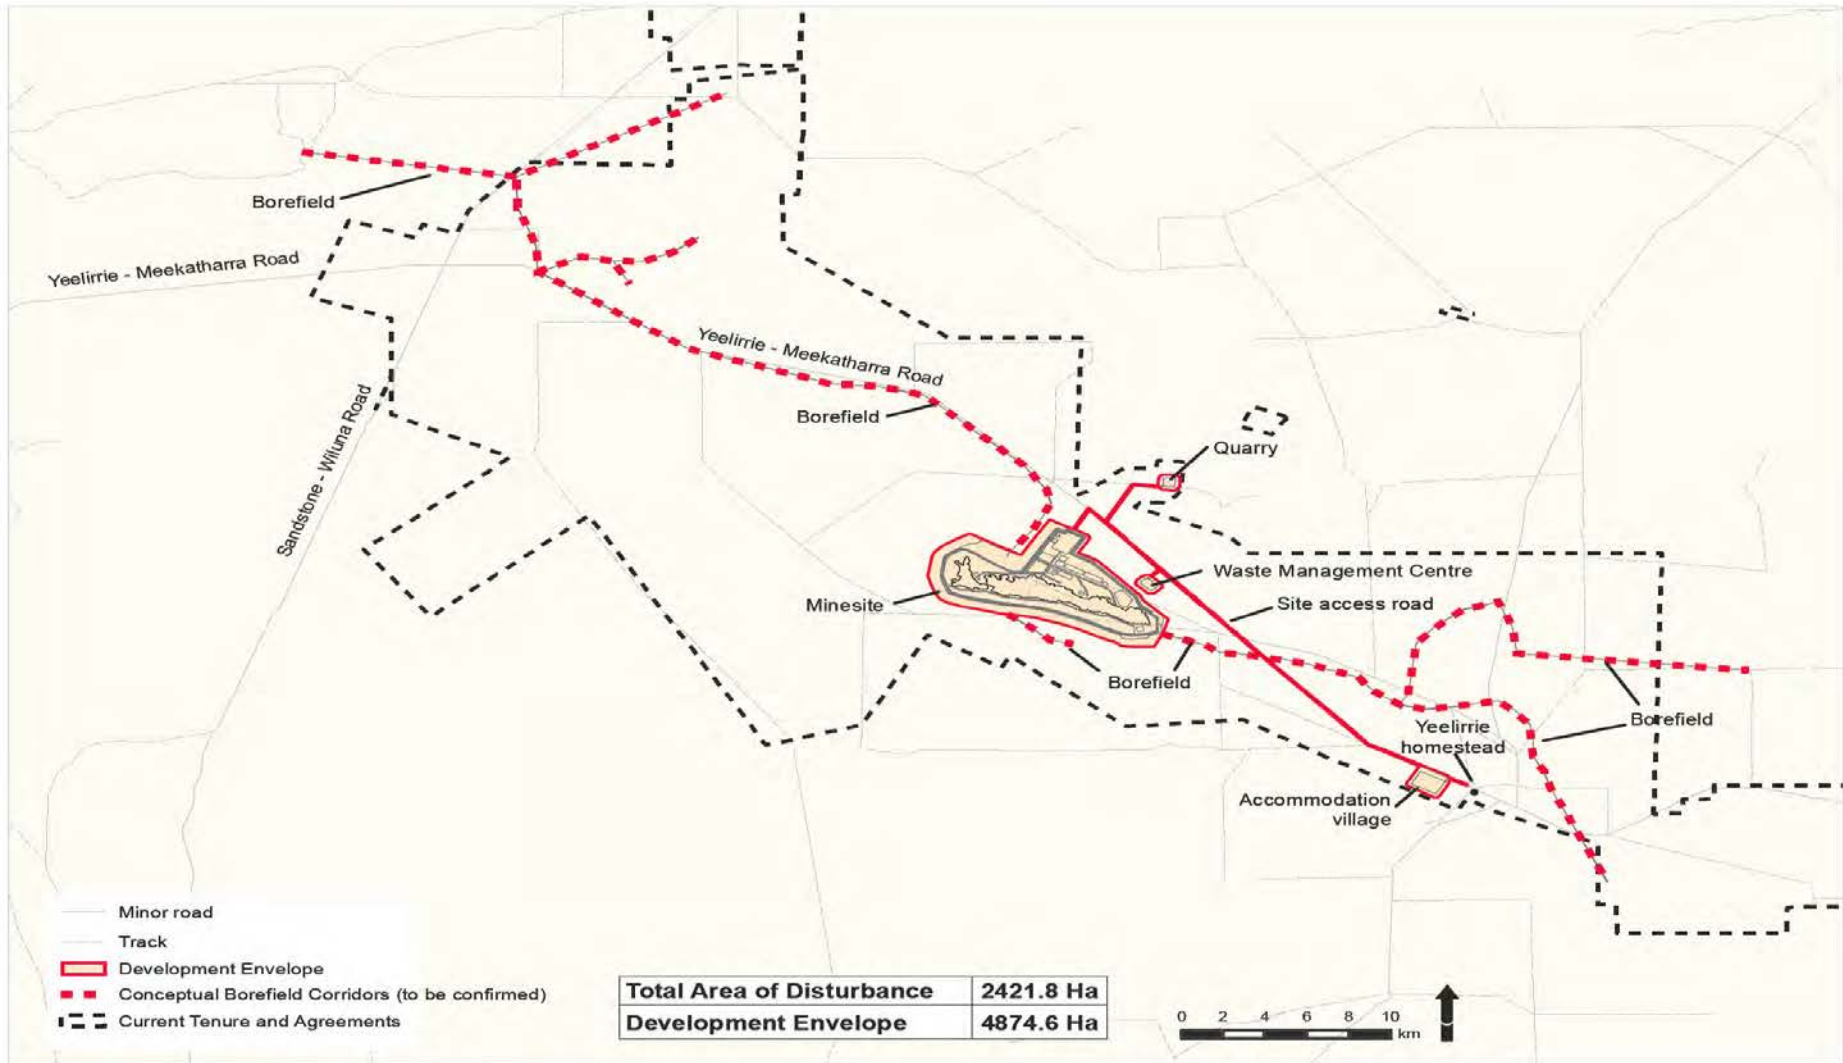 Borefield
Yeelirrie - Meekatharra Road
Yeelirrie - Meekatharra Road
Sandstone - Wiluna Road
Borefield
Quarry
Waste Management Centre
Minesite
Site access road
Borefield
Borefield
Yeelirrie
homestead
Accommodation
village
Minor road
Track
Development Envelope
Conceptual Borefield Corridors (to be confirmed)
Current Tenure and Agreements
Total Area of Disturbance 2421.8 Ha
Development Envelope 4874.6 Ha
0 2 4 6 8 10
km